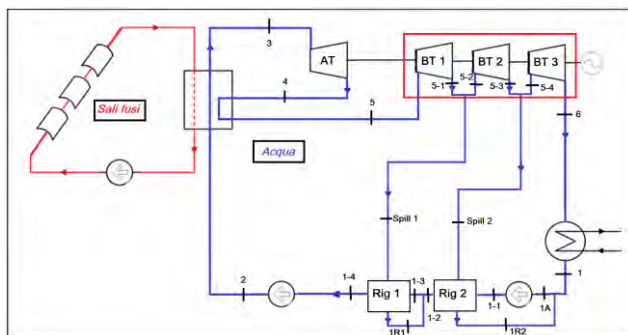 3
AT
BT 1
BT 2
BT 3
5-1
5-2
5-3
5-4
4
5
6
Sali fusi
Acqua
Spill 1
Spill 2
2
1-4
Rig 1
1-3
1-2
Rig 2
1-1
1A
1
1R1
1R2